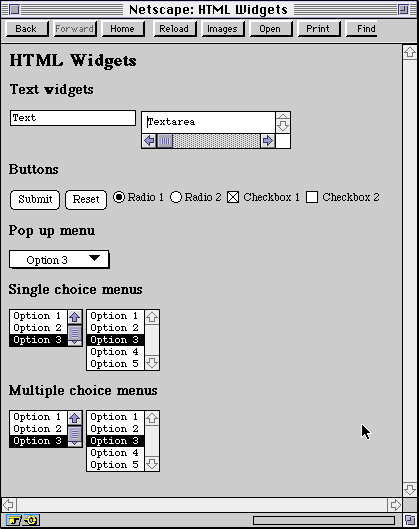 Netscape: HTML Widgets
Back Forward Home Reload Images Open Print Find
HTML Widgets
Text widgets
Text Textarea
Buttons
Submit Reset Radio 1 Radio 2 Checkbox 1 Checkbox 2
Pop up menu
Option 3
Single choice menus
Option 1 Option 1
Option 2 Option 2
Option 3 Option 3
Option 4
Option 5
Multiple choice menus
Option 1 Option 1
Option 2 Option 2
Option 3 Option 3
Option 4
Option 5